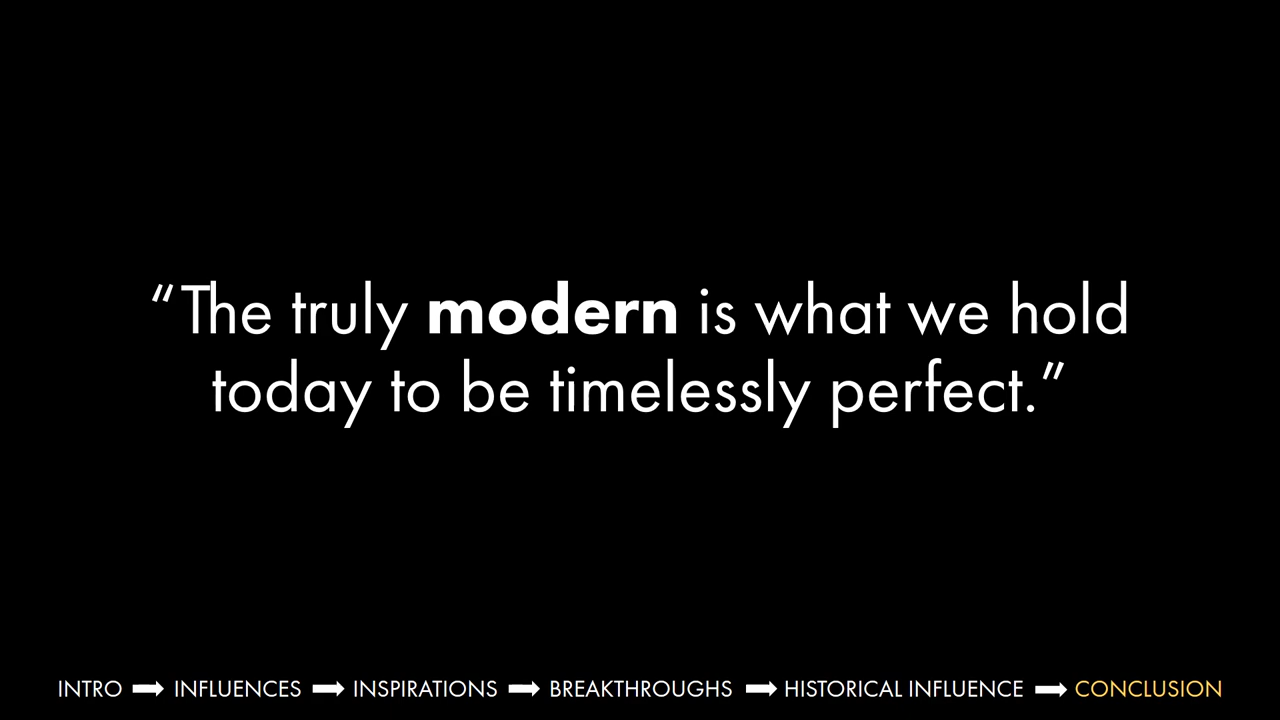 “The truly modern is what we hold
today to be timelessly perfect.”
INTRO ➡ INFLUENCES ➡ INSPIRATIONS ➡ BREAKTHROUGHS ➡ HISTORICAL INFLUENCE ➡ CONCLUSION